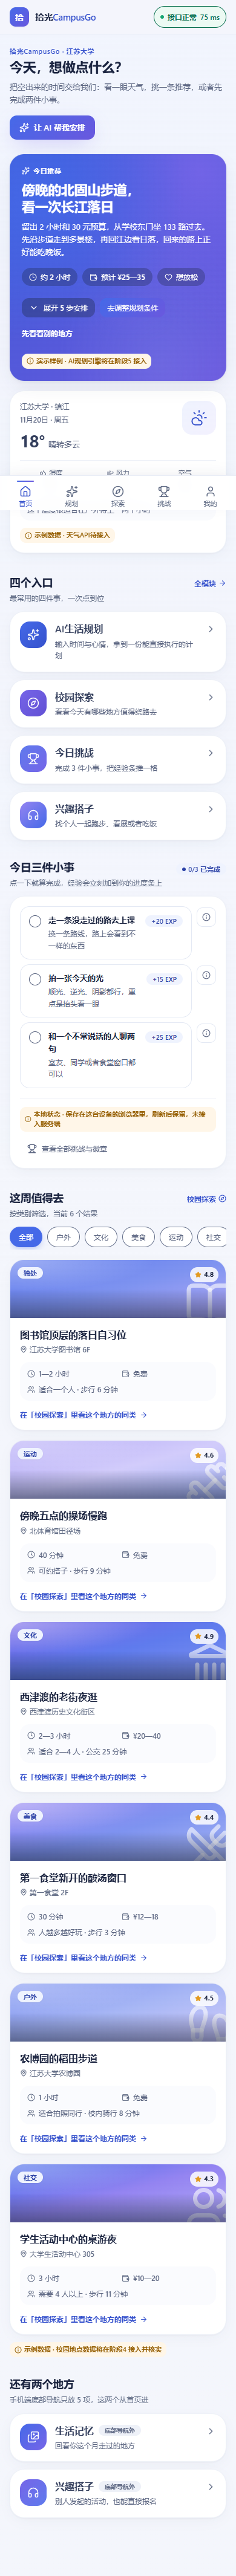 拾 拾光CampusGo
接口正常 75 ms
拾光CampusGo · 江苏大学
今天，想做点什么？
把空出来的时间交给我们：看一眼天气，挑一条推荐，或者先
完成两件小事。
让 AI 帮我安排
今日推荐
傍晚的北固山步道，
看一次长江落日
留出 2 小时和 30 元预算，从学校东门坐 133 路过去。
先沿步道走到多景楼，再回江边看日落，回来的路上正
好能吃晚饭。
约 2 小时
预计 ¥25—35
想放松
展开 5 步安排
去调整规划条件
先看看别的地方
演示样例 · AI规划引擎将在阶段5 接入
江苏大学 · 镇江
11月20日 · 周五
18° 晴转多云
湿度 风力 空气
首页 规划 探索 挑战 我的
示例数据 · 天气API待接入
四个入口
全模块
最常用的四件事，一次点到位
AI生活规划
输入时间与心情，拿到一份能直接执行的计
划
校园探索
看看今天有哪些地方值得绕路去
今日挑战
完成 3 件小事，把经验条推一格
兴趣搭子
找个人一起跑步、看展或者吃饭
今日三件小事
0/3 已完成
点一下就算完成，经验会立刻加到你的进度条上
走一条没走过的路去上课
+20 EXP
换一条路线，路上会看到不
一样的东西
拍一张今天的光
+15 EXP
顺光、逆光、阴影都行，重
点是抬头看一眼
和一个不常说话的人聊两
句
+25 EXP
室友、同学或者食堂窗口都
可以
本地状态 · 保存在这台设备的浏览器里，刷新后保留，未接
入服务端
查看全部挑战与徽章
这周值得去
校园探索
按类别筛选，当前 6 个结果
全部 户外 文化 美食 运动 社交
独处
4.8
图书馆顶层的落日自习位
江苏大学图书馆 6F
1—2 小时
免费
适合一个人 · 步行 6 分钟
在「校园探索」里看这个地方的同类
运动
4.6
傍晚五点的操场慢跑
北体育馆田径场
40 分钟
免费
可约搭子 · 步行 9 分钟
在「校园探索」里看这个地方的同类
文化
4.9
西津渡的老街夜逛
西津渡历史文化街区
2—3 小时
¥20—40
适合 2—4 人 · 公交 25 分钟
在「校园探索」里看这个地方的同类
美食
4.4
第一食堂新开的酸汤窗口
第一食堂 2F
30 分钟
¥12—18
人越多越好玩 · 步行 3 分钟
在「校园探索」里看这个地方的同类
户外
4.5
农博园的稻田步道
江苏大学农博园
1 小时
免费
适合拍照同行 · 校内骑行 8 分钟
在「校园探索」里看这个地方的同类
社交
4.3
学生活动中心的桌游夜
大学生活动中心 305
3 小时
¥10—20
需要 4 人以上 · 步行 11 分钟
在「校园探索」里看这个地方的同类
示例数据 · 校园地点数据将在阶段4 接入并核实
还有两个地方
手机端底部导航只放 5 项，这两个从首页进
生活记忆
底部导航外
回看你这个月走过的地方
兴趣搭子
底部导航外
别人发起的活动，也能直接报名